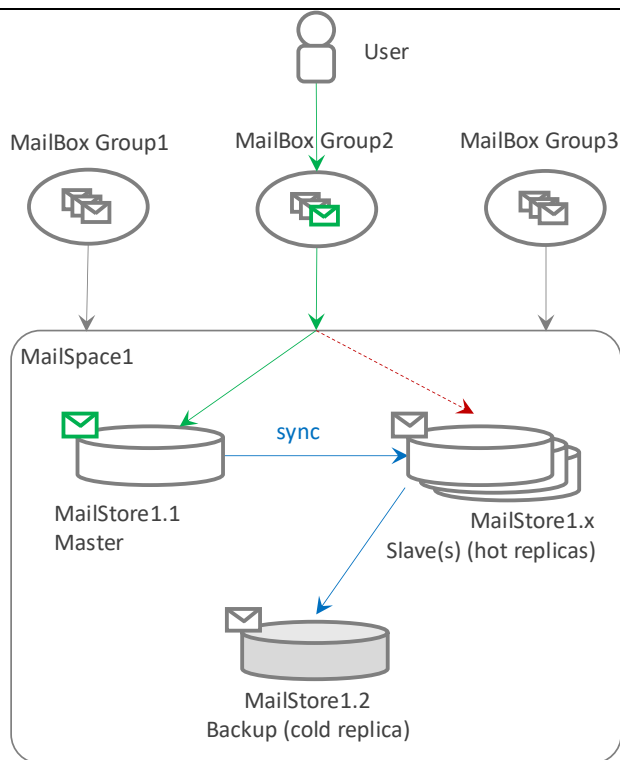 User
MailBox Group1
MailBox Group2
MailBox Group3
MailSpace1
sync
MailStore1.1
Master
MailStore1.x
Slave(s) (hot replicas)
MailStore1.2
Backup (cold replica)